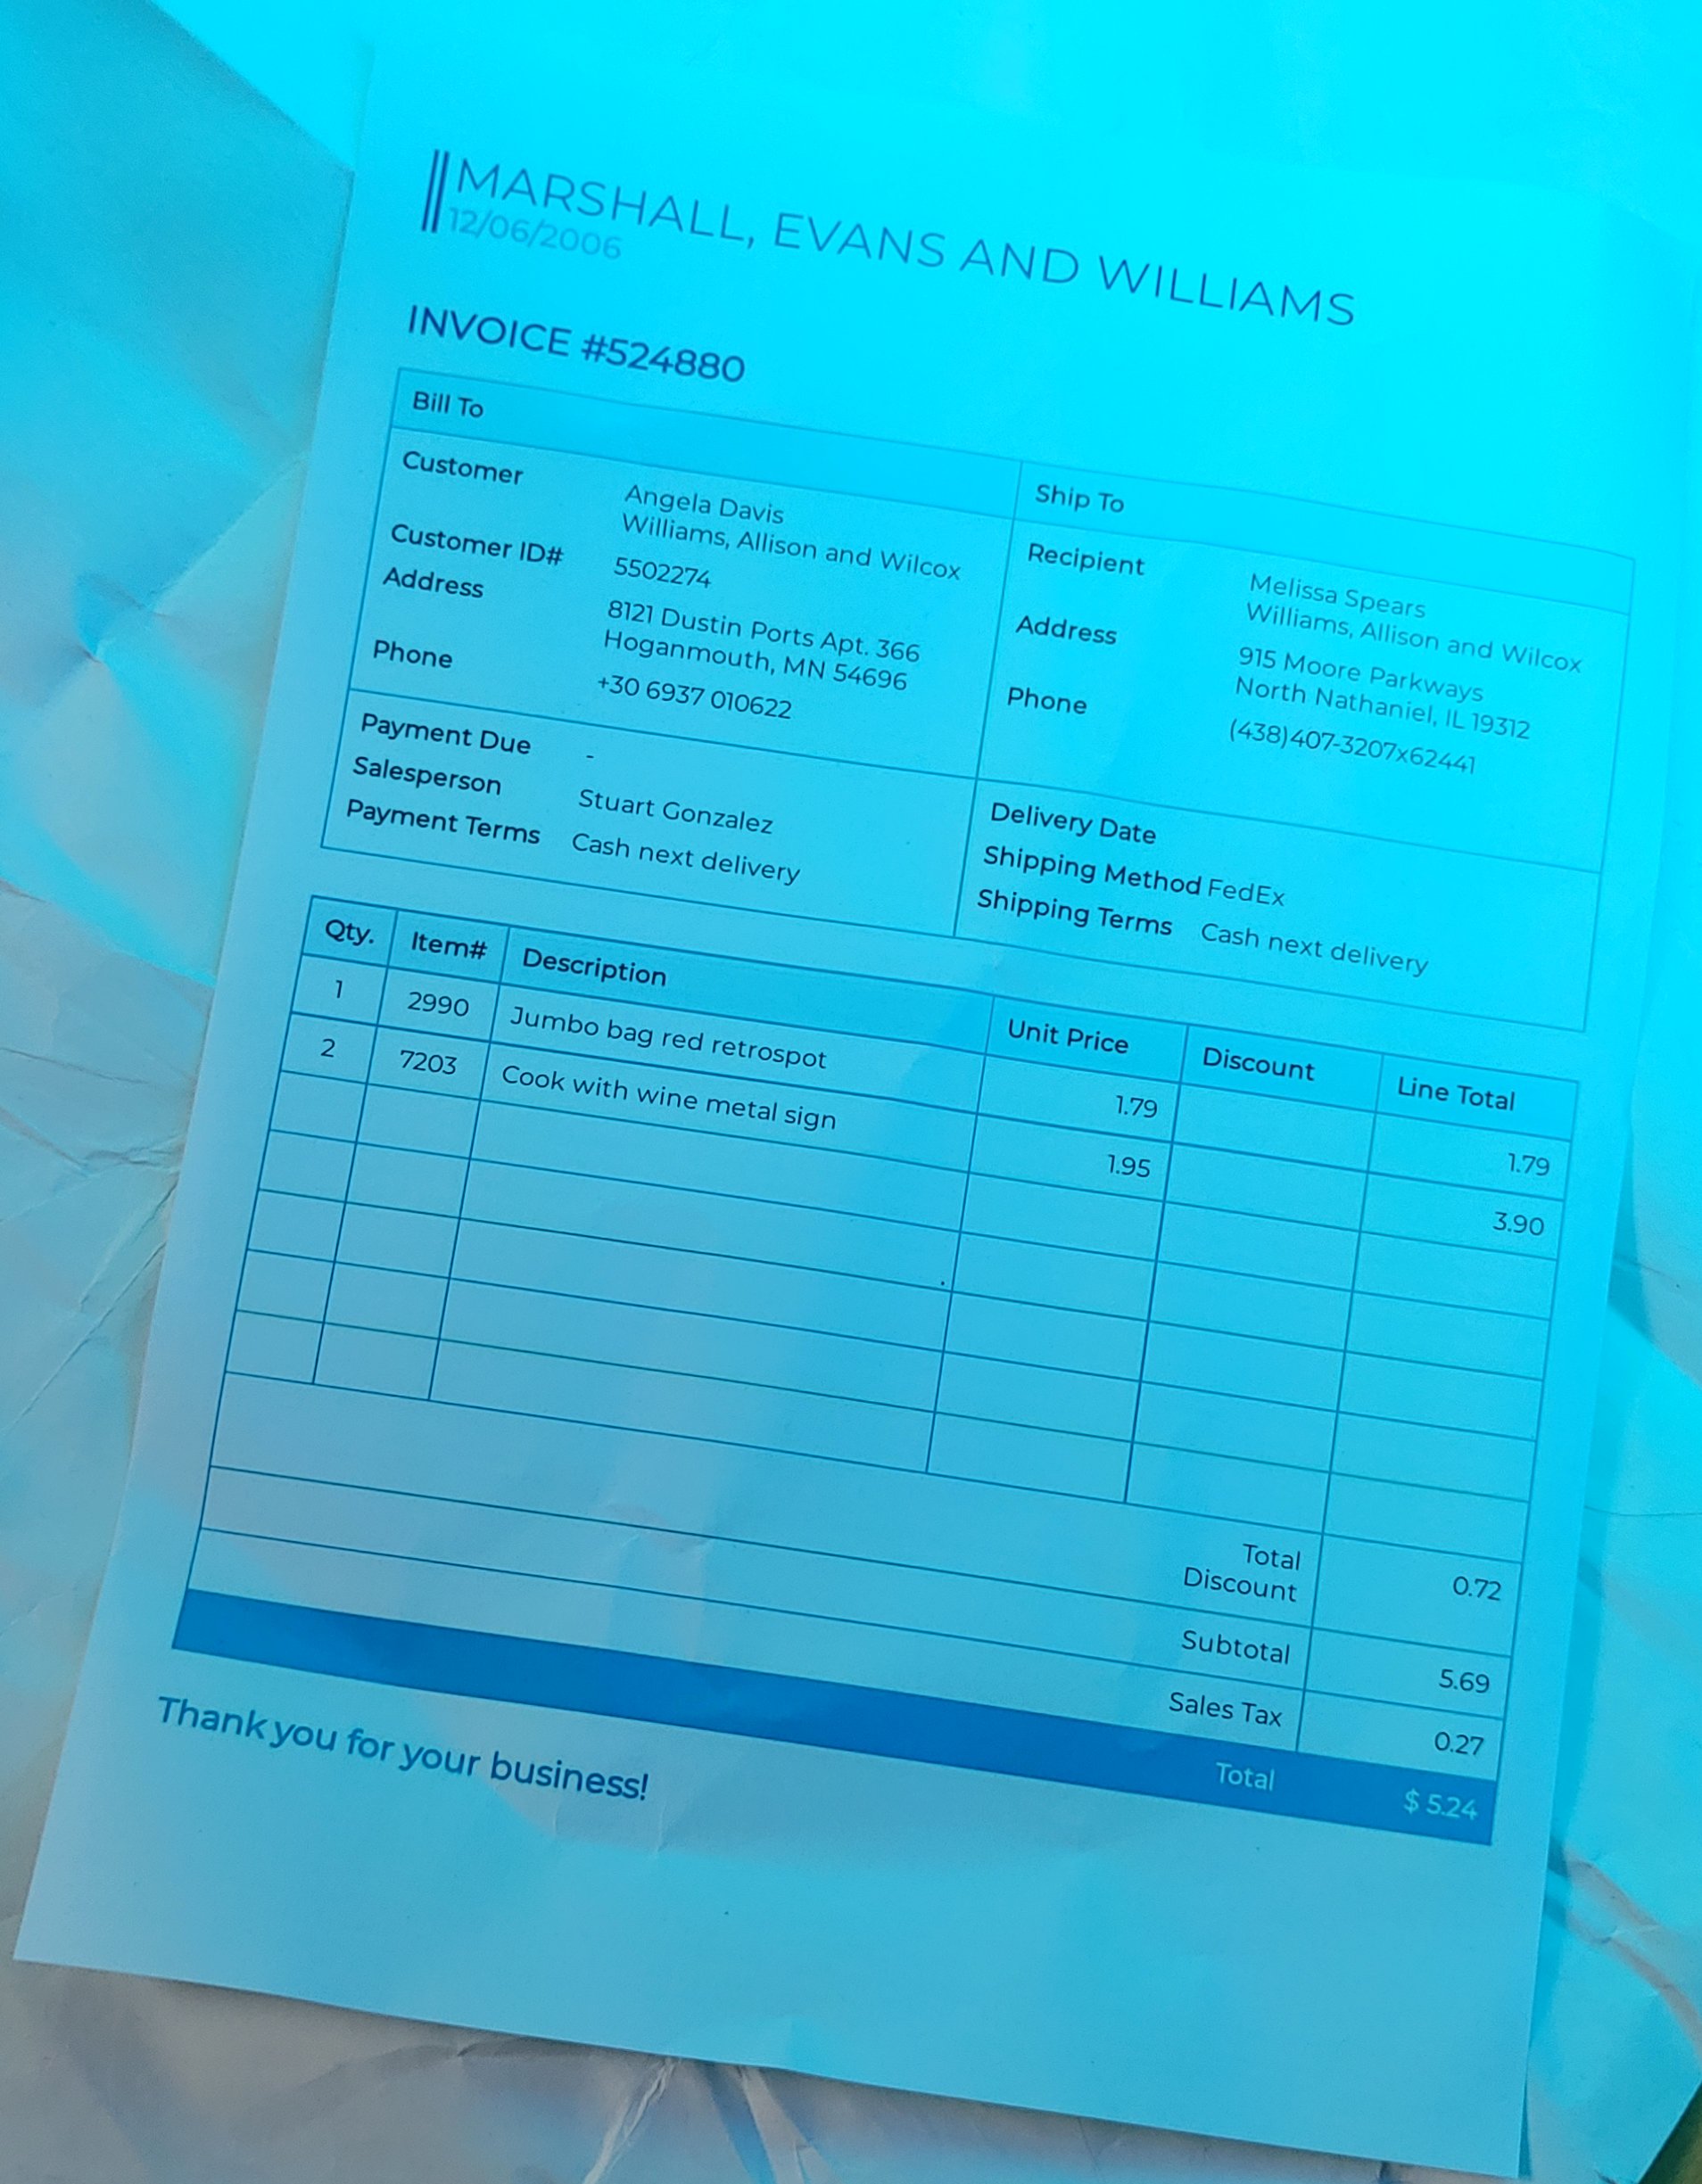 MARSHALL, EVANS AND WILLIAMS
12/06/2006
INVOICE #524880
Bill To
Customer
Angela Davis
Williams, Allison and Wilcox
Customer ID# 5502274
Address
8121 Dustin Ports Apt. 366
Hoganmouth, MN 54696
Phone
+30 6937 010622
Ship To
Recipient
Melissa Spears
Williams, Allison and Wilcox
Address
915 Moore Parkways
North Nathaniel, IL 19312
Phone
(438)407-3207x62441
Payment Due -
Salesperson Stuart Gonzalez
Payment Terms Cash next delivery
Delivery Date
Shipping Method FedEx
Shipping Terms Cash next delivery
Qty. Item# Description Unit Price Discount Line Total
1 2990 Jumbo bag red retrospot 1.79 1.79
2 7203 Cook with wine metal sign 1.95 3.90
Total
Discount 0.72
Subtotal 5.69
Sales Tax 0.27
Total $ 5.24
Thank you for your business!